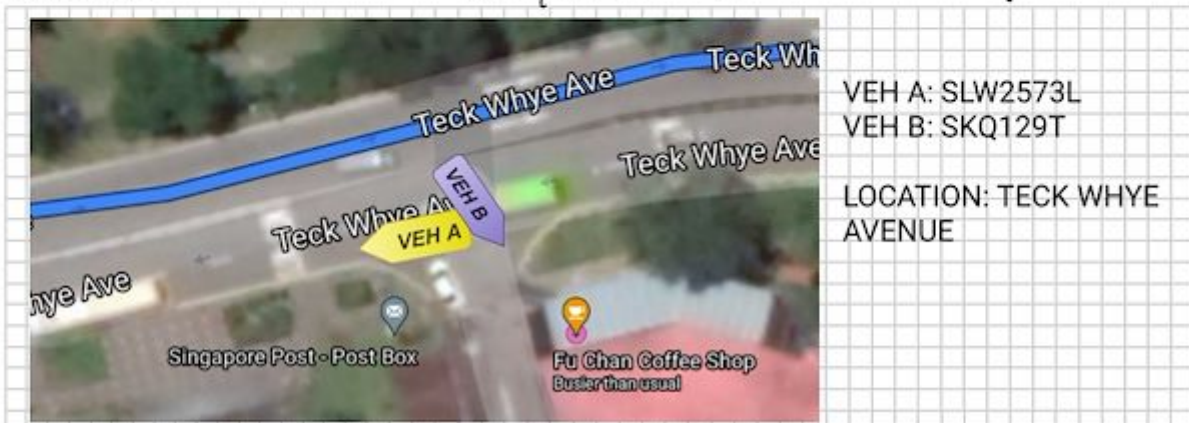 Teck Wh
Teck Whye Ave
Teck Whye Ave
VEH B
Teck Whye A
VEH A
hye Ave
Singapore Post - Post Box
Fu Chan Coffee Shop
Busier than usual
VEH A: SLW2573L
VEH B: SKQ129T
LOCATION: TECK WHYE
AVENUE